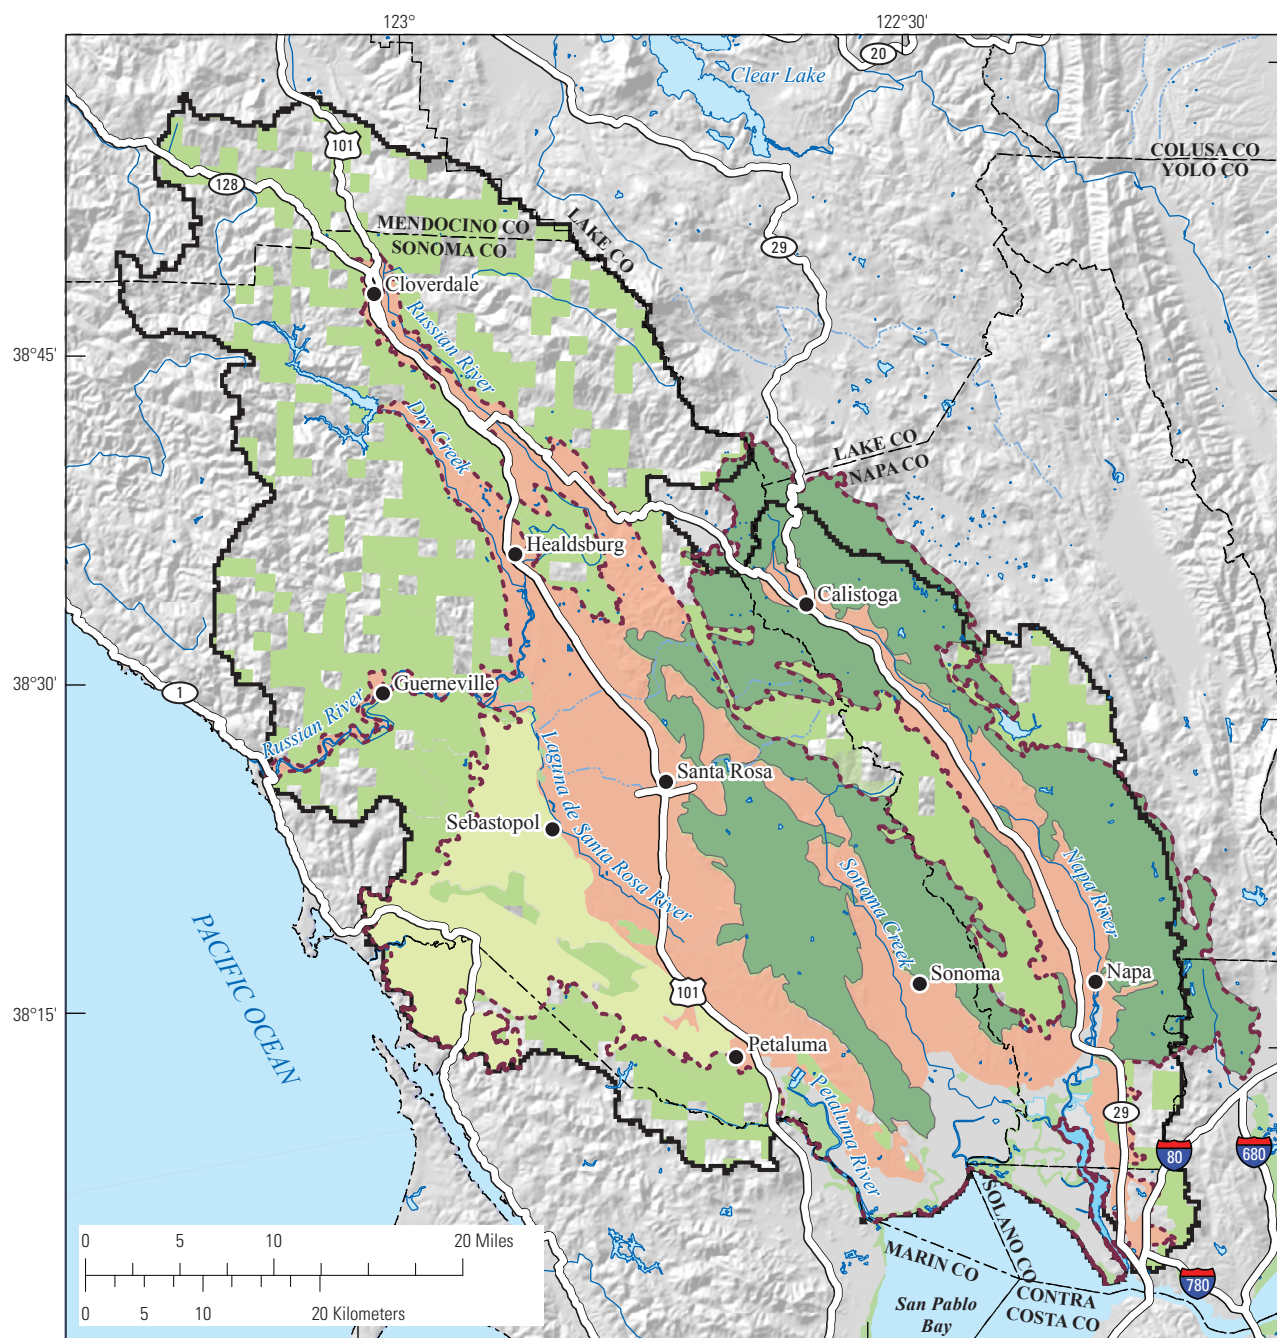 123°
122°30'
20
Clear Lake
101
COLUSA CO
YOLO CO
128
MENDOCINO CO
SONOMA CO
LAKE CO
29
Cloverdale
Russian River
38°45'
Dry Creek
LAKE CO
NAPA CO
Healdsburg
Calistoga
38°30'
Guerneville
1
Russian River
Laguna de Santa Rosa River
Santa Rosa
Sebastopol
Sonoma Creek
Napa River
PACIFIC OCEAN
Sonoma
Napa
101
38°15'
Petaluma
Petaluma River
29
80
680
SOLANO CO
MARIN CO
CONTRA
COSTA CO
780
San Pablo
Bay
0 5 10 20 Miles
0 5 10 20 Kilometers